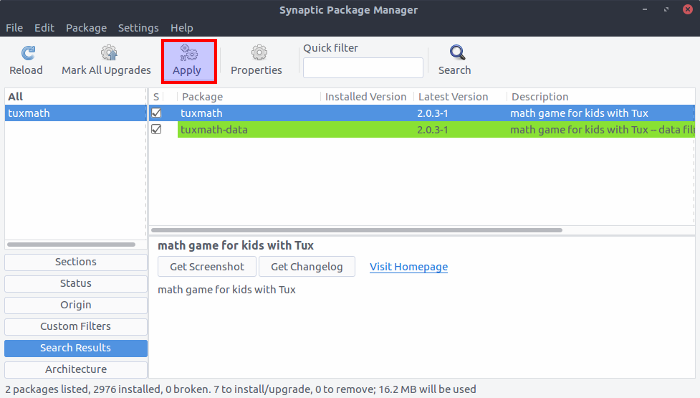 Synaptic Package Manager
File Edit Package Settings Help
Reload Mark All Upgrades Apply Properties Quick filter Search
All
tuxmath
S Package Installed Version Latest Version Description
tuxmath 2.0.3-1 math game for kids with Tux
tuxmath-data 2.0.3-1 math game for kids with Tux – data fil
math game for kids with Tux
Get Screenshot Get Changelog Visit Homepage
math game for kids with Tux
Sections
Status
Origin
Custom Filters
Search Results
Architecture
2 packages listed, 2976 installed, 0 broken. 7 to install/upgrade, 0 to remove; 16.2 MB will be used